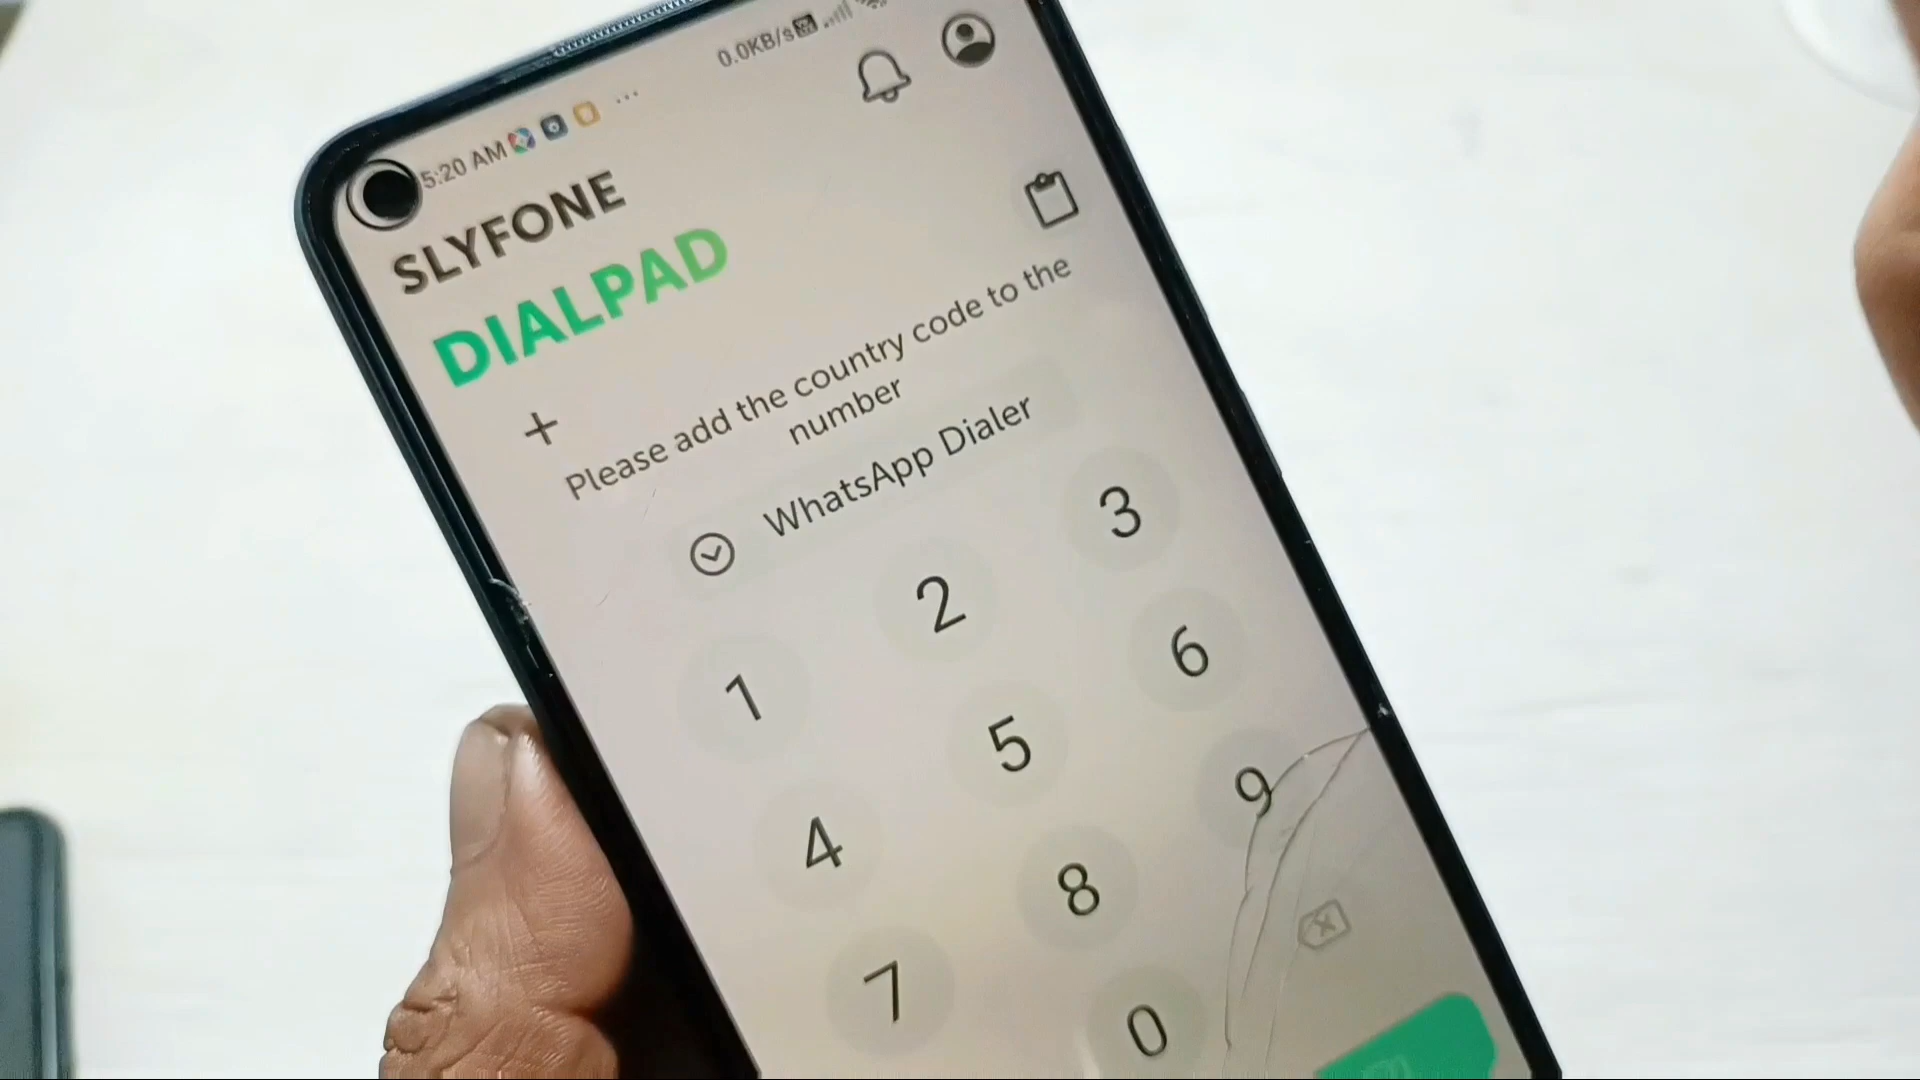 5:20 AM ... 0.0KB/s
SLYFONE
DIALPAD
+
Please add the country code to the
number
WhatsApp Dialer
1 2 3
4 5 6
7 8 9
0